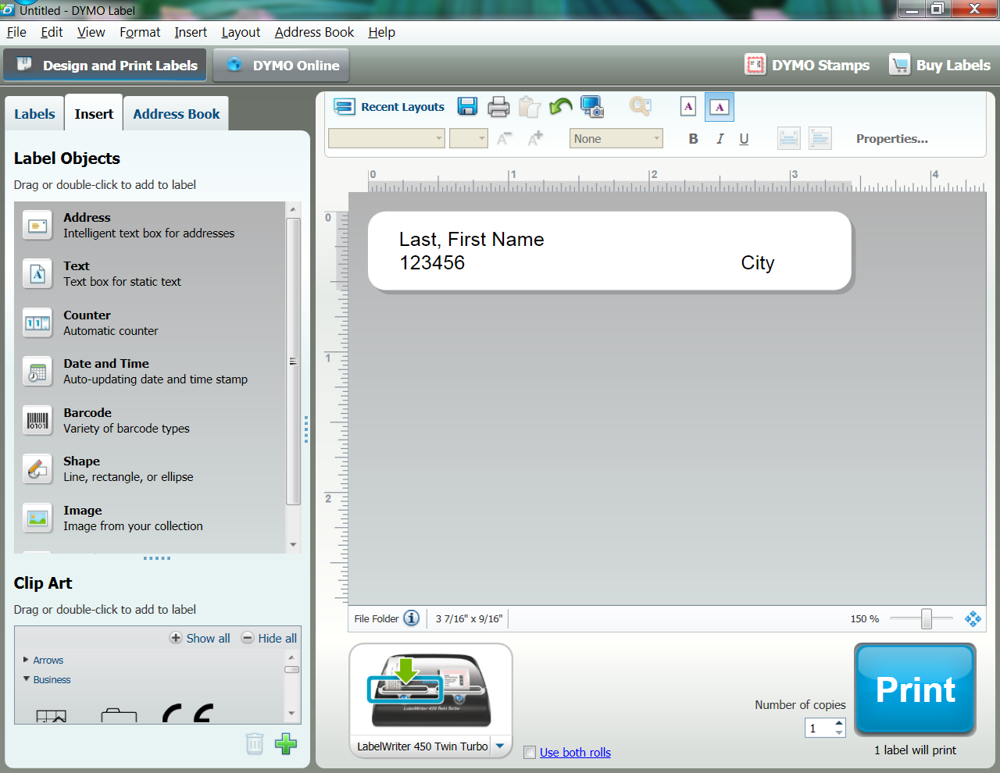 Untitled - DYMO Label
File Edit View Format Insert Layout Address Book Help
Design and Print Labels DYMO Online DYMO Stamps Buy Labels
Labels Insert Address Book
Recent Layouts
A A
A A None B I U Properties...
Label Objects
Drag or double-click to add to label
Address
Intelligent text box for addresses
Text
Text box for static text
Counter
Automatic counter
Date and Time
Auto-updating date and time stamp
Barcode
Variety of barcode types
Shape
Line, rectangle, or ellipse
Image
Image from your collection
Clip Art
Drag or double-click to add to label
Show all Hide all
Arrows
Business
0 1 2 3 4
0
1
2
Last, First Name
123456 City
File Folder 3 7/16" x 9/16" 150 %
LabelWriter 450 Twin Turbo
LabelWriter 450 Twin Turbo
Use both rolls
Number of copies
1
Print
1 label will print